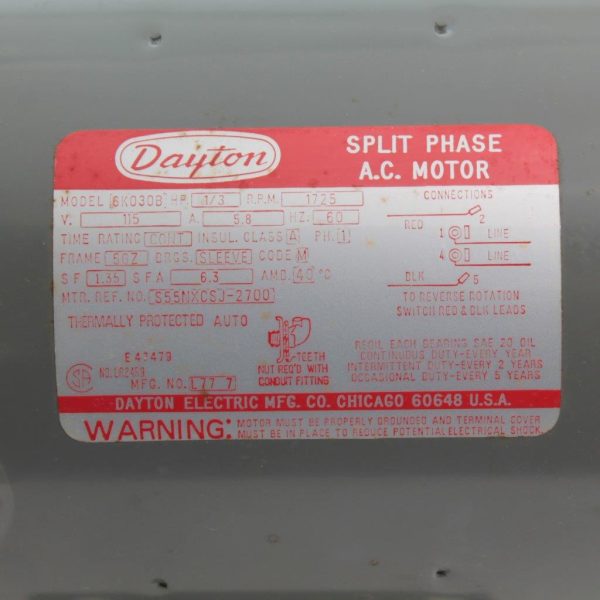 Dayton
SPLIT PHASE
A.C. MOTOR
MODEL 6K030B HP. 1/3 R.P.M. 1725
V. 115 A. 5.8 HZ. 60
TIME RATING CONT INSUL. CLASS A PH. 1
FRAME 56Z BRGS. SLEEVE CODE M
S.F. 1.35 S.F.A. 6.3 AMB. 40 °C
MTR. REF. NO. S55NXCSJ-2700
THERMALLY PROTECTED AUTO
E 43479
SA
MFG. NO. L77 7
TEETH
NUT REQ'D WITH
CONDUIT FITTING
CONNECTIONS
RED 2
1 LINE
4 LINE
BLK 5
TO REVERSE ROTATION
SWITCH RED & BLK LEADS
REOIL EACH BEARING SAE 20 OIL
CONTINUOUS DUTY-EVERY YEAR
INTERMITTENT DUTY-EVERY 2 YEARS
OCCASIONAL DUTY-EVERY 5 YEARS
DAYTON ELECTRIC MFG. CO. CHICAGO 60648 U.S.A.
WARNING: MOTOR MUST BE PROPERLY GROUNDED AND TERMINAL COVER
MUST BE IN PLACE TO REDUCE POTENTIAL ELECTRICAL SHOCK.